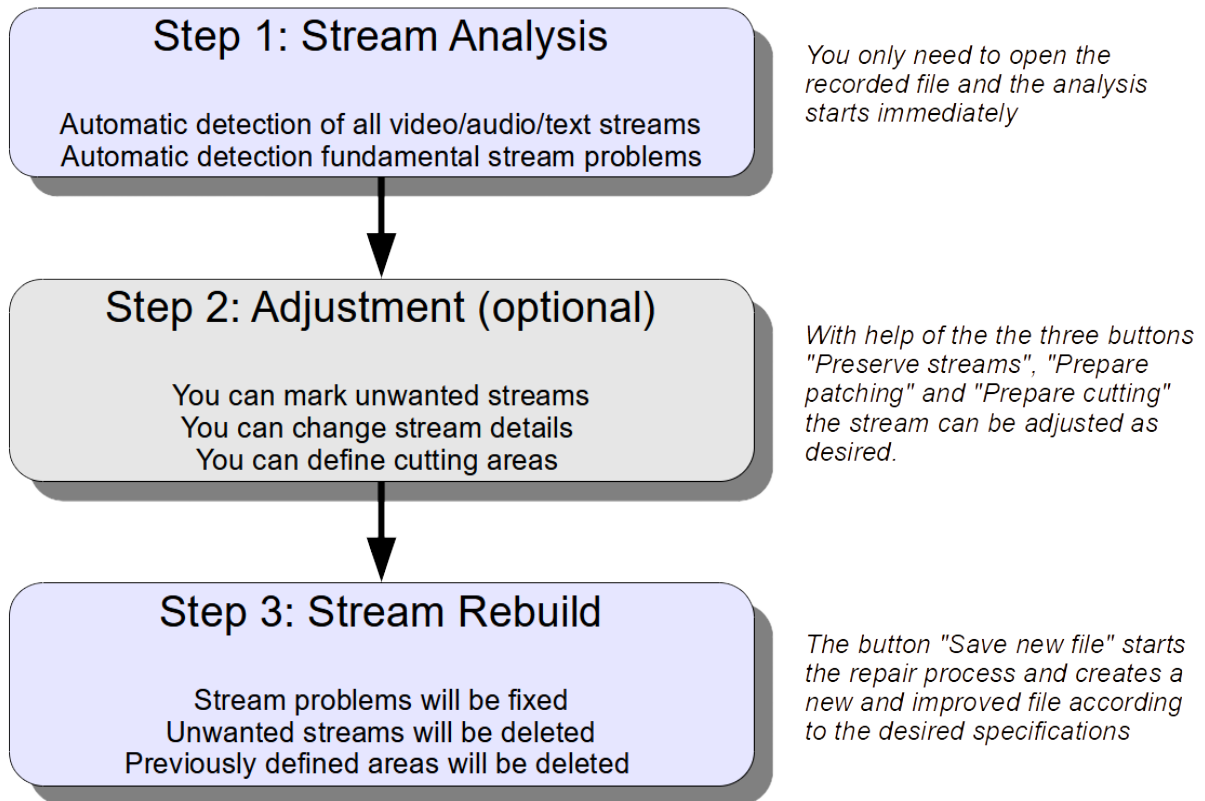 Step 1: Stream Analysis
Automatic detection of all video/audio/text streams
Automatic detection fundamental stream problems
You only need to open the
recorded file and the analysis
starts immediately
Step 2: Adjustment (optional)
You can mark unwanted streams
You can change stream details
You can define cutting areas
With help of the the three buttons
"Preserve streams", "Prepare
patching" and "Prepare cutting"
the stream can be adjusted as
desired.
Step 3: Stream Rebuild
Stream problems will be fixed
Unwanted streams will be deleted
Previously defined areas will be deleted
The button "Save new file" starts
the repair process and creates a
new and improved file according
to the desired specifications